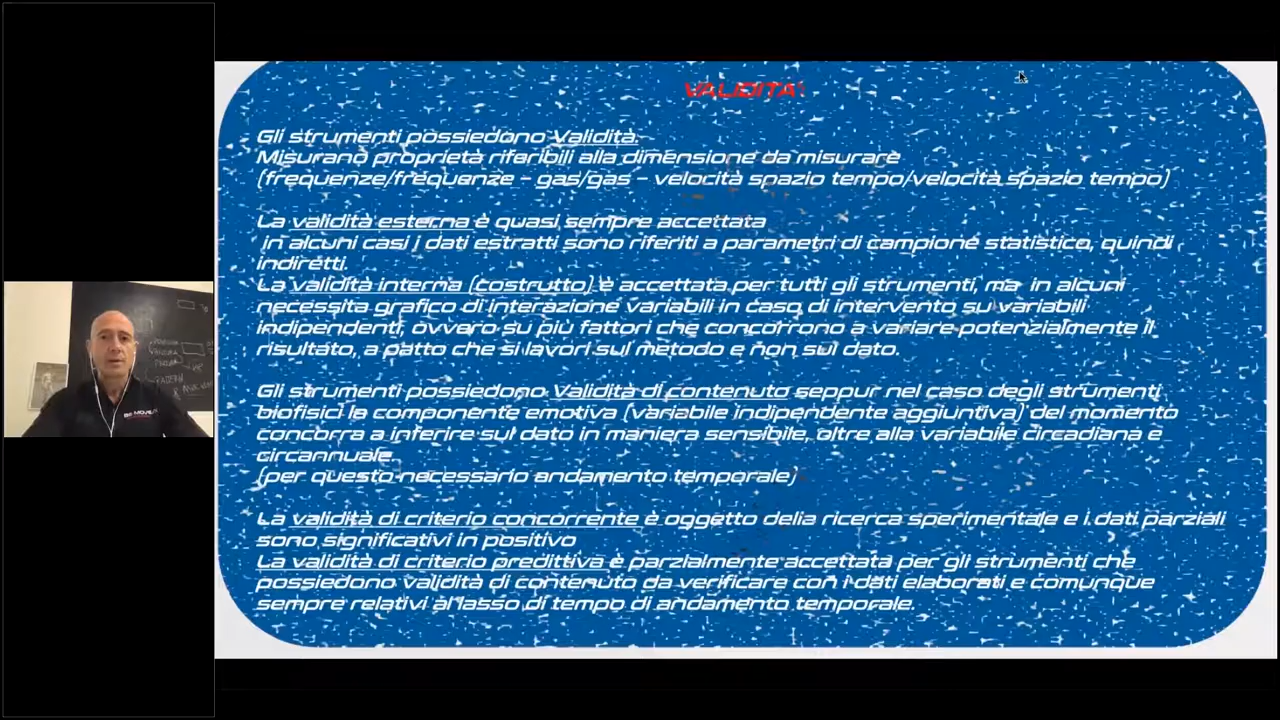 VALIDITA'
Gli strumenti possiedono Validità.
Misurano proprietà riferibili alla dimensione da misurare
(frequenze/frequenze - gas/gas - velocità spazio tempo/velocità spazio tempo)
La validità esterna è quasi sempre accettata
in alcuni casi i dati estratti sono riferiti a parametri di campione statistico, quindi
indiretti.
La validità interna (costrutto) è accettata per tutti gli strumenti, ma in alcuni
necessita grafico di interazione variabili in caso di intervento su variabili
indipendenti, ovvero su più fattori che concorrono a variare potenzialmente il
risultato, a patto che si lavori sul metodo e non sul dato.
Gli strumenti possiedono Validità di contenuto seppur nel caso degli strumenti
biofisici la componente emotiva (variabile indipendente aggiuntiva) del momento
concorra a inferire sul dato in maniera sensibile, oltre alla variabile circadiana e
circannuale.
(per questo necessario andamento temporale)
La validità di criterio concorrente è oggetto della ricerca sperimentale e i dati parziali
sono significativi in positivo
La validità di criterio predittiva è parzialmente accettata per gli strumenti che
possiedono validità di contenuto da verificare con i dati elaborati e comunque
sempre relativi al lasso di tempo di andamento temporale.